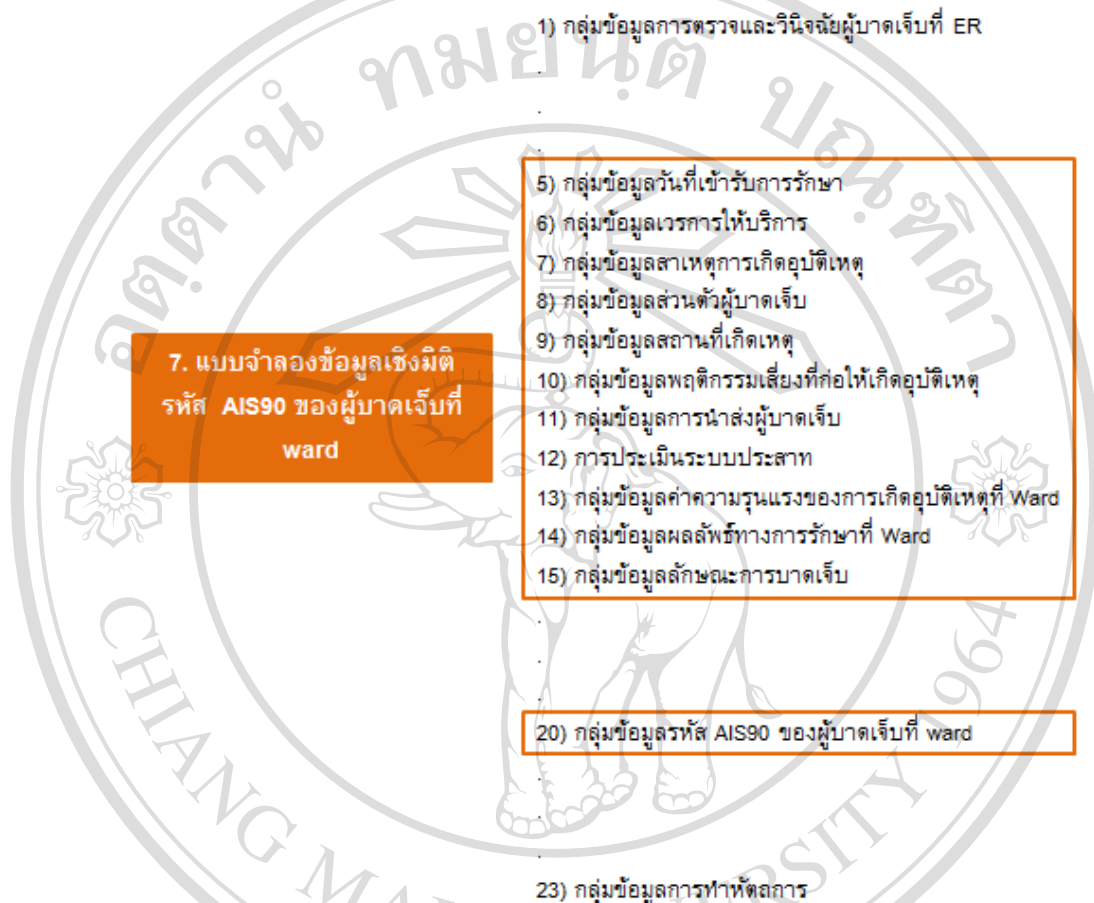 1) กลุ่มข้อมูลการตรวจและวินิจฉัยผู้บาดเจ็บที่ ER
.
.
.
5) กลุ่มข้อมูลวันที่เข้ารับการรักษา
6) กลุ่มข้อมูลเวรการให้บริการ
7) กลุ่มข้อมูลสาเหตุการเกิดอุบัติเหตุ
8) กลุ่มข้อมูลส่วนตัวผู้บาดเจ็บ
9) กลุ่มข้อมูลสถานที่เกิดเหตุ
10) กลุ่มข้อมูลพฤติกรรมเสี่ยงที่ก่อให้เกิดอุบัติเหตุ
11) กลุ่มข้อมูลการนำส่งผู้บาดเจ็บ
12) การประเมินระบบประสาท
13) กลุ่มข้อมูลค่าความรุนแรงของการเกิดอุบัติเหตุที่ Ward
14) กลุ่มข้อมูลผลลัพธ์ทางการรักษาที่ Ward
15) กลุ่มข้อมูลลักษณะการบาดเจ็บ
.
.
.
20) กลุ่มข้อมูลรหัส AIS90 ของผู้บาดเจ็บที่ ward
.
.
.
23) กลุ่มข้อมูลการทำหัตถการ
7. แบบจำลองข้อมูลเชิงมิติ
รหัส AIS90 ของผู้บาดเจ็บที่
ward
อตฺตานํ ทมยนฺติ ปณฺฑิตา
CHIANG MAI UNIVERSITY 1964